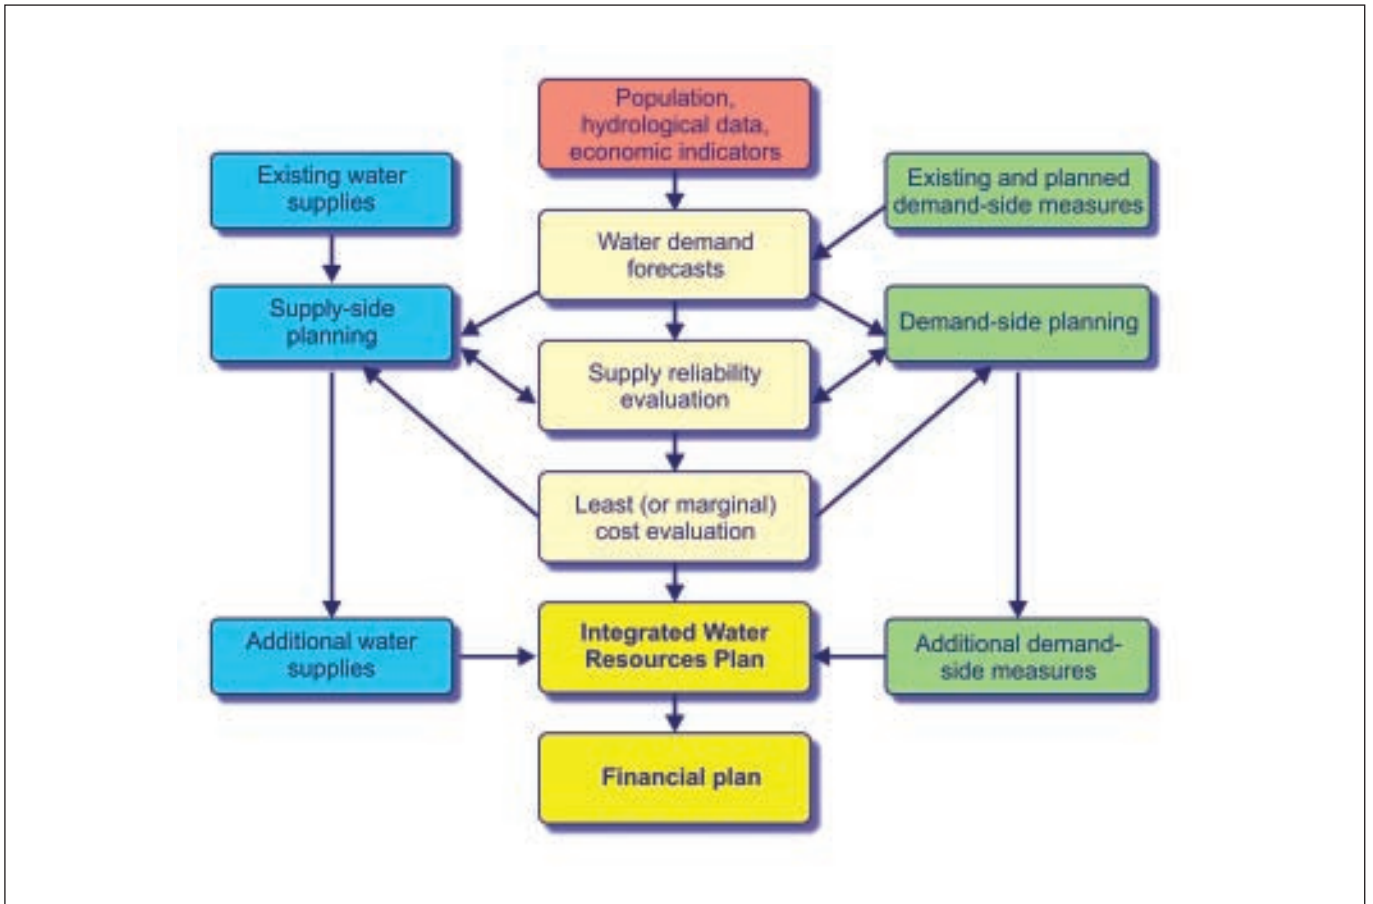 Population,
hydrological data,
economic indicators
Existing water
supplies
Existing and planned
demand-side measures
Water demand
forecasts
Supply-side
planning
Demand-side planning
Supply reliability
evaluation
Least (or marginal)
cost evaluation
Additional water
supplies
Integrated Water
Resources Plan
Additional demand-
side measures
Financial plan